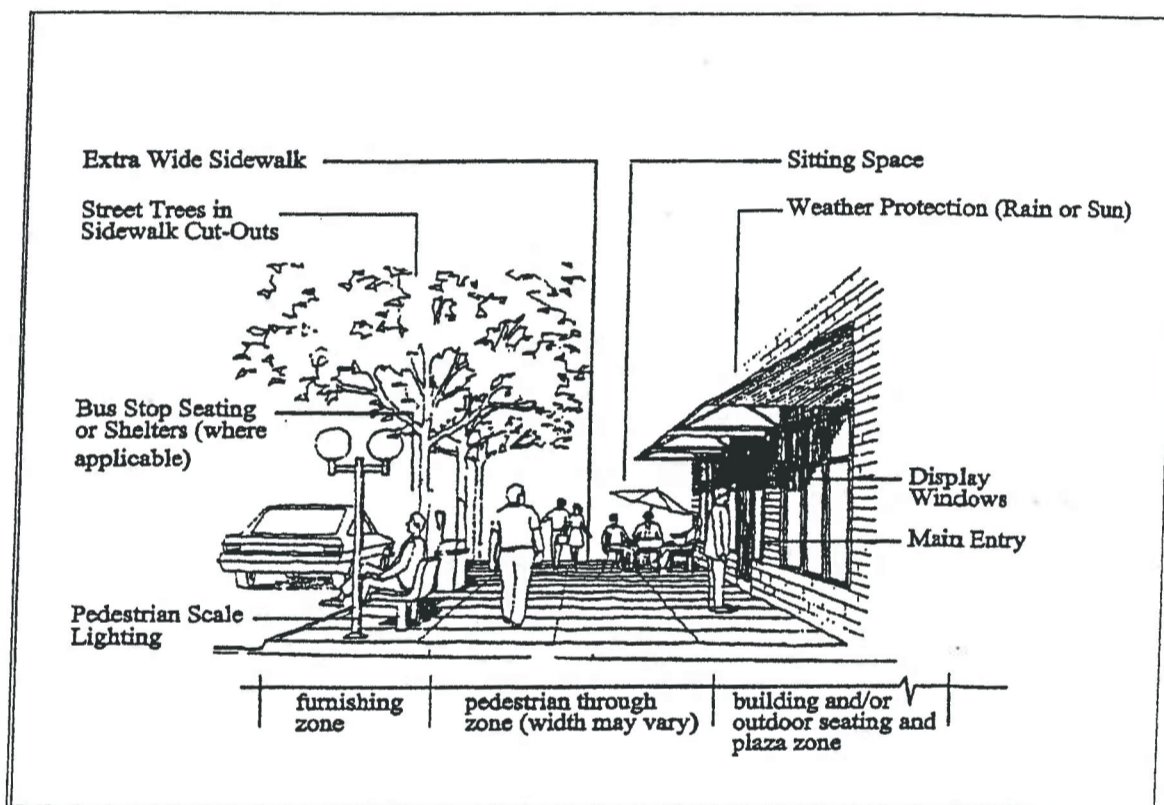 Extra Wide Sidewalk
Sitting Space
Street Trees in
Sidewalk Cut-Outs
Weather Protection (Rain or Sun)
Bus Stop Seating
or Shelters (where
applicable)
Display
Windows
Main Entry
Pedestrian Scale
Lighting
furnishing
zone
pedestrian through
zone (width may vary)
building and/or
outdoor seating and
plaza zone